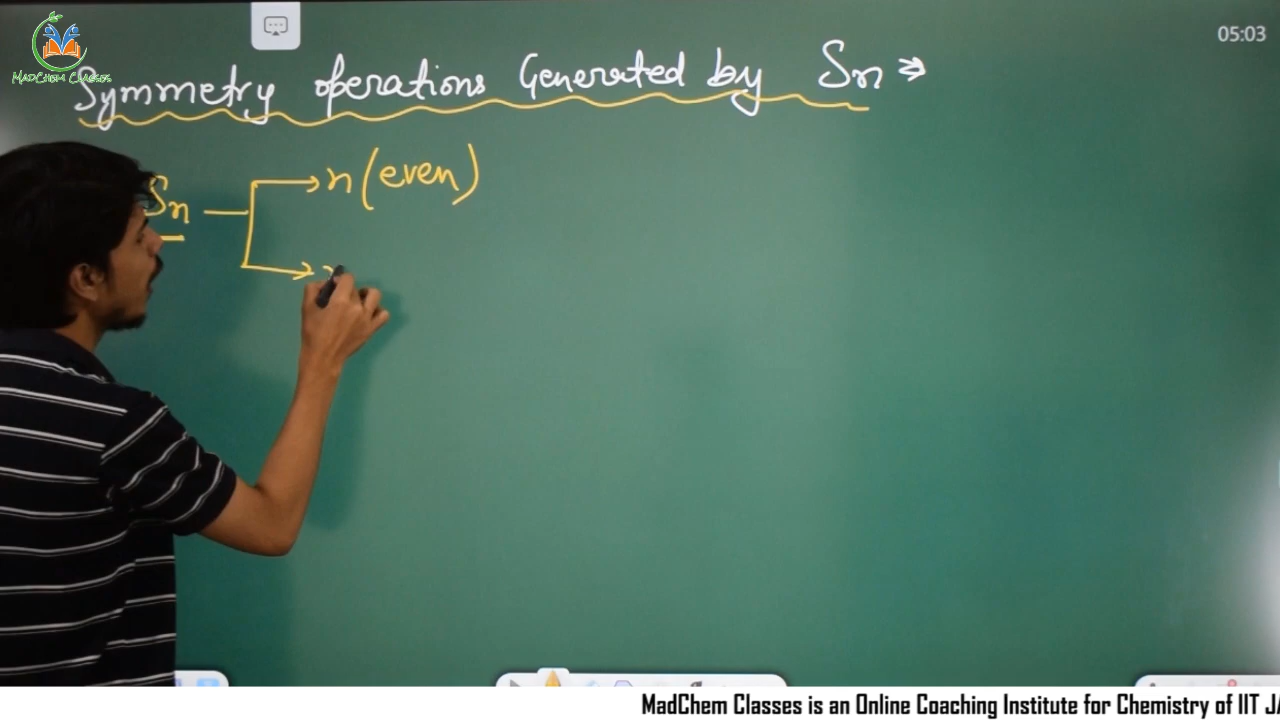 MADCHEM CLASSES
05:03
Symmetry operations Generated by Sn ⇒
Sn → n (even)
→
MadChem Classes is an Online Coaching Institute for Chemistry of IIT